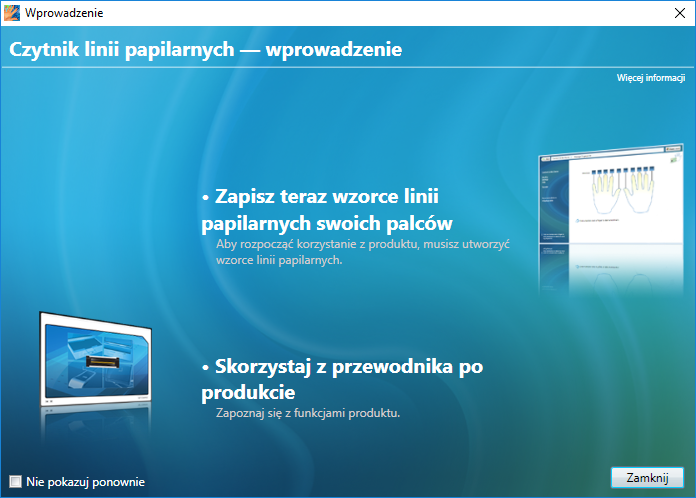 Wprowadzenie
Czytnik linii papilarnych — wprowadzenie
Więcej informacji
• Zapisz teraz wzorce linii
papilarnych swoich palców
Aby rozpocząć korzystanie z produktu, musisz utworzyć
wzorce linii papilarnych.
• Skorzystaj z przewodnika po
produkcie
Zapoznaj się z funkcjami produktu.
Nie pokazuj ponownie
Zamknij